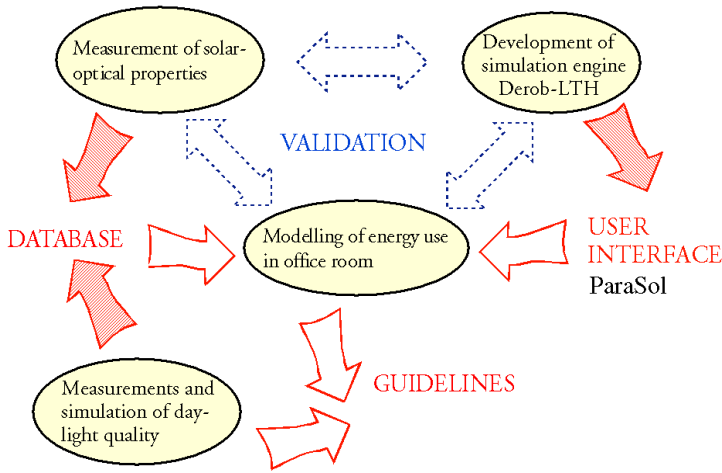 Measurement of solar-
optical properties
Development of
simulation engine
Derob-LTH
VALIDATION
DATABASE
Modelling of energy use
in office room
USER
INTERFACE
ParaSol
Measurements and
simulation of day-
light quality
GUIDELINES